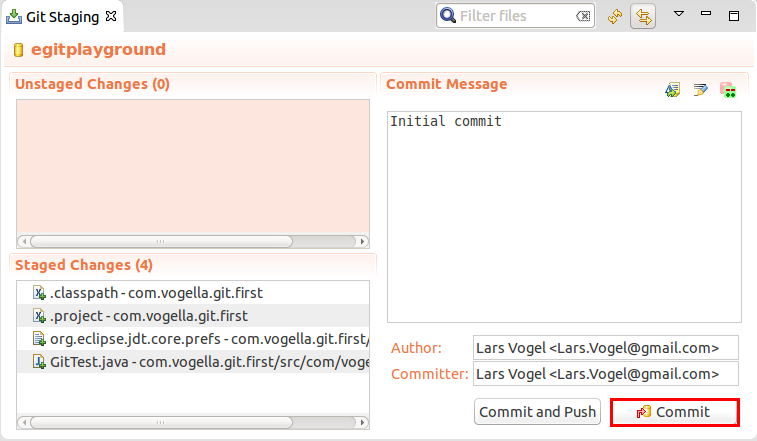 Git Staging
Filter files
egitplayground
Unstaged Changes (0)
Staged Changes (4)
.classpath - com.vogella.git.first
.project - com.vogella.git.first
org.eclipse.jdt.core.prefs - com.vogella.git.first/
GitTest.java - com.vogella.git.first/src/com/voge
Commit Message
Initial commit
Author: Lars Vogel <Lars.Vogel@gmail.com>
Committer: Lars Vogel <Lars.Vogel@gmail.com>
Commit and Push Commit